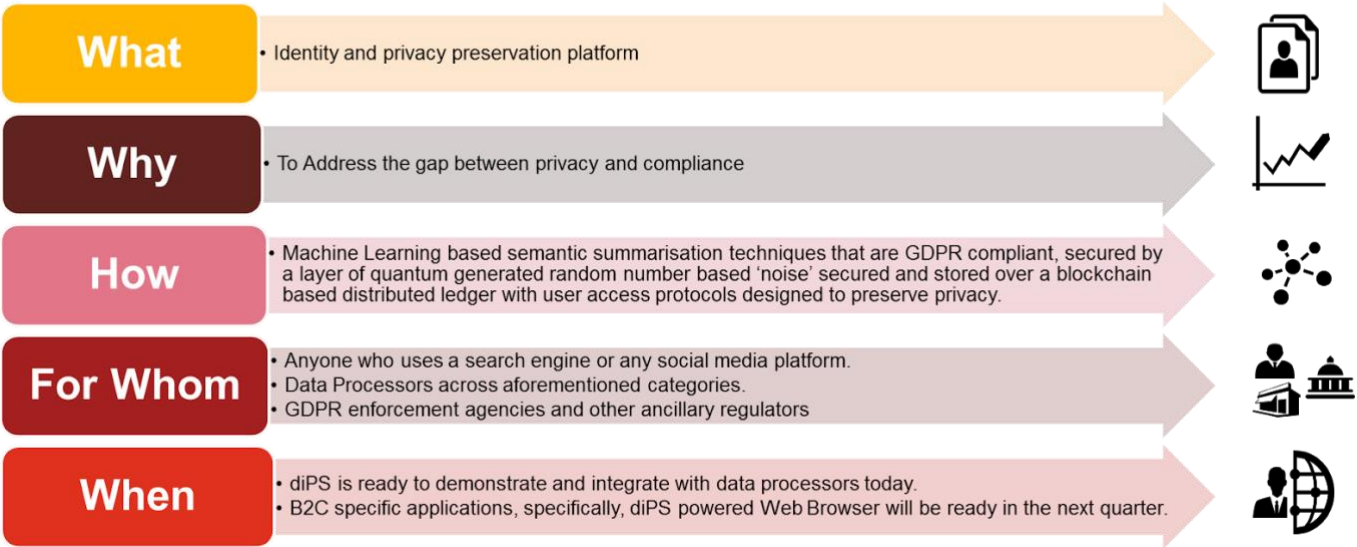 What
• Identity and privacy preservation platform
Why
• To Address the gap between privacy and compliance
How
• Machine Learning based semantic summarisation techniques that are GDPR compliant, secured by
a layer of quantum generated random number based ‘noise’ secured and stored over a blockchain
based distributed ledger with user access protocols designed to preserve privacy.
For Whom
• Anyone who uses a search engine or any social media platform.
• Data Processors across aforementioned categories.
• GDPR enforcement agencies and other ancillary regulators
When
• diPS is ready to demonstrate and integrate with data processors today.
• B2C specific applications, specifically, diPS powered Web Browser will be ready in the next quarter.